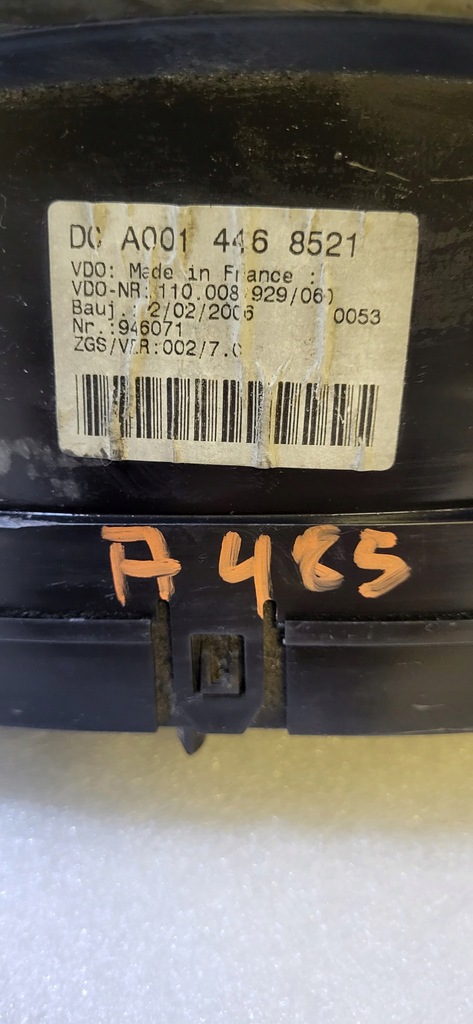 DC A001 446 8521
VDO: Made in France :
VDO-NR:110.008.929/060
Bauj.: 2/02/2006 0053
Nr.:946071
ZGS/VER:002/7.0
A 485